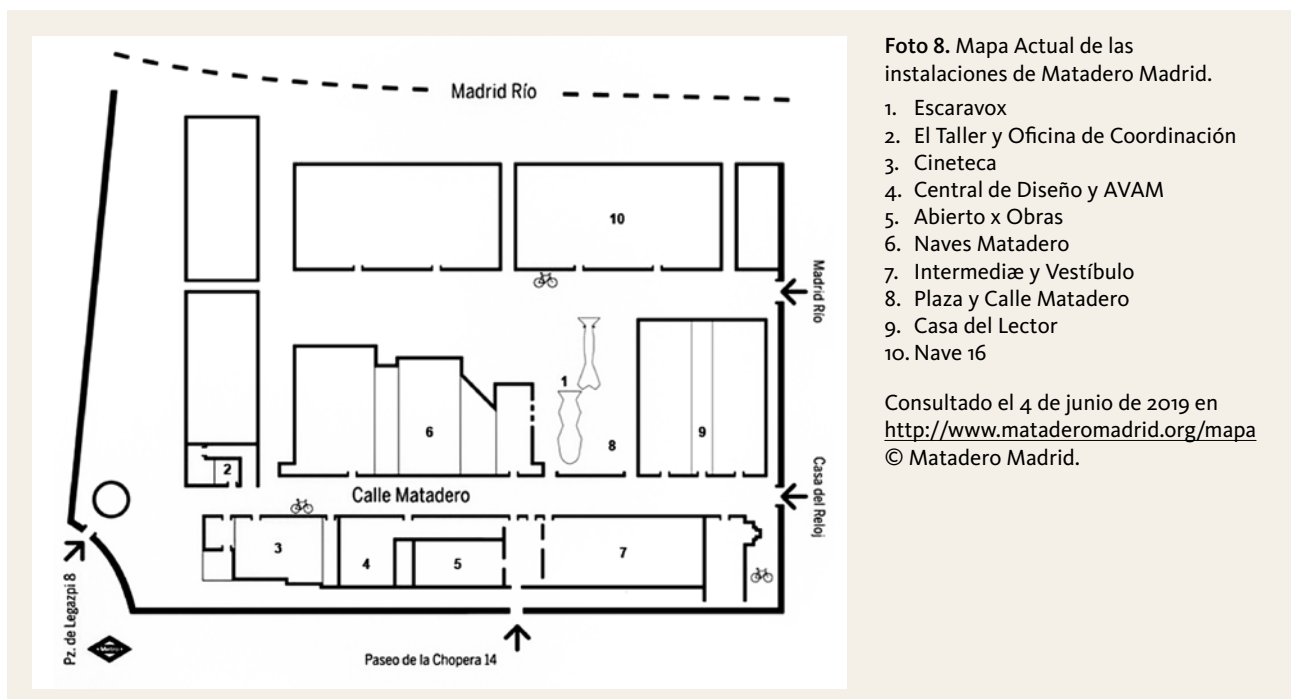 Madrid Río
10
Madrid Río
1
6
8
9
2
Calle Matadero
Casa del Reloj
3
4
5
7
Pz. de Legazpi 8
Metro
Paseo de la Chopera 14
Foto 8. Mapa Actual de las
instalaciones de Matadero Madrid.
1. Escaravox
2. El Taller y Oficina de Coordinación
3. Cineteca
4. Central de Diseño y AVAM
5. Abierto x Obras
6. Naves Matadero
7. Intermediæ y Vestíbulo
8. Plaza y Calle Matadero
9. Casa del Lector
10. Nave 16
Consultado el 4 de junio de 2019 en
http://www.mataderomadrid.org/mapa
© Matadero Madrid.